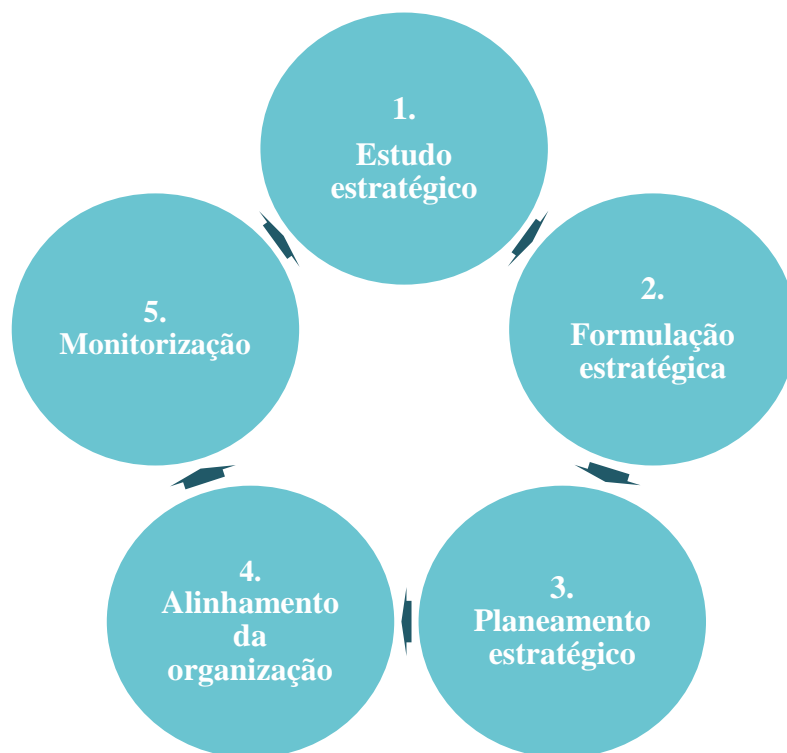 1.
Estudo
estratégico
2.
Formulação
estratégica
3.
Planeamento
estratégico
4.
Alinhamento
da
organização
5.
Monitorização